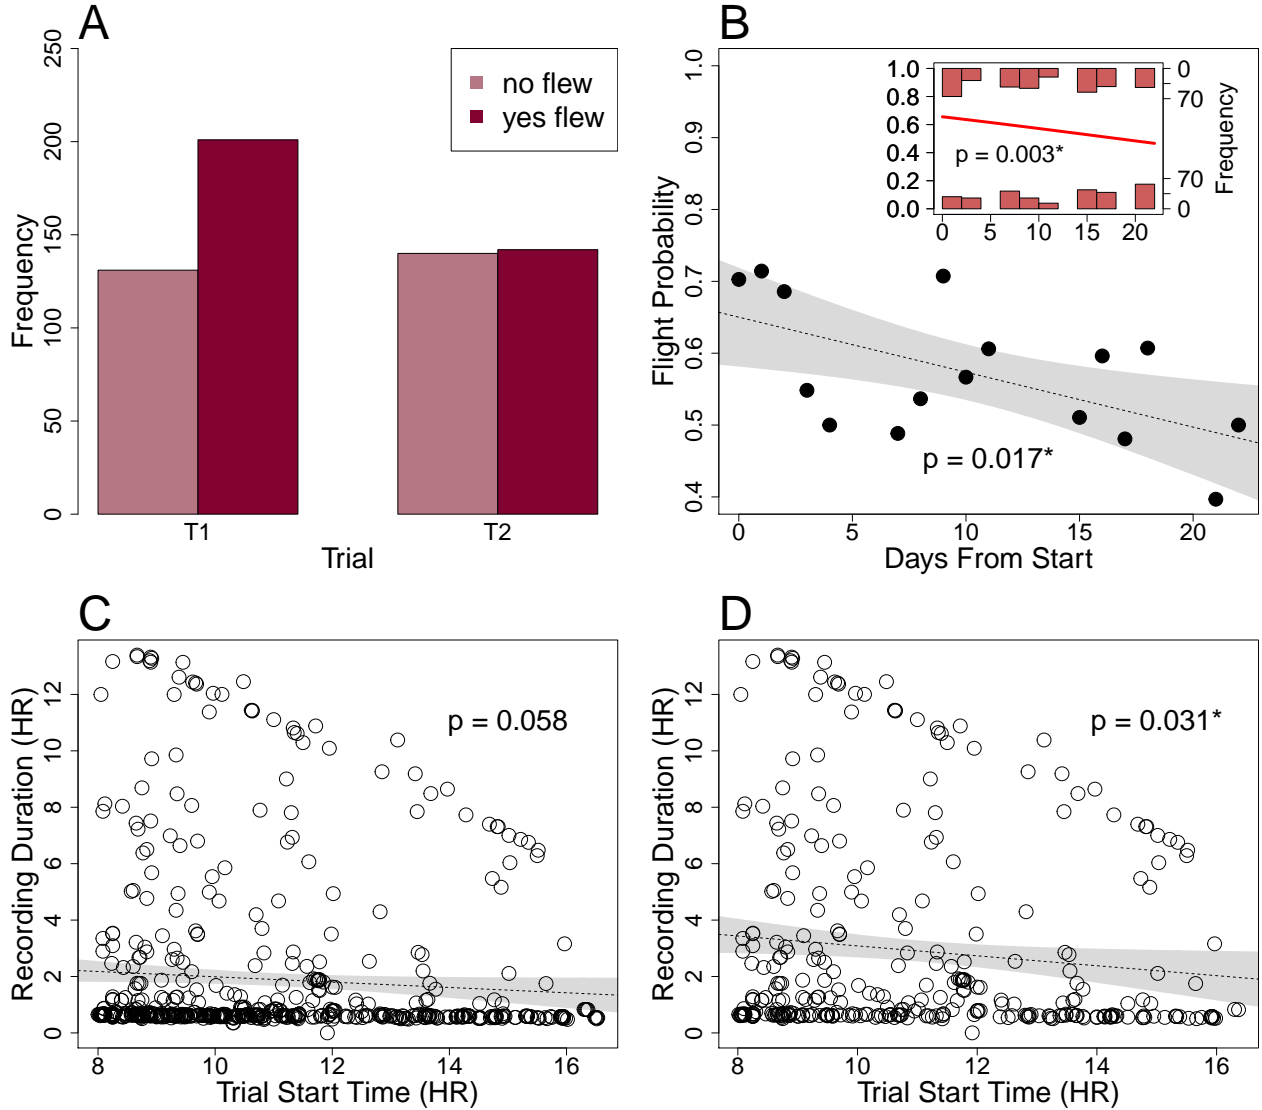 A
250
200
150
100
50
0
Frequency
no flew
yes flew
T1
T2
Trial
B
1.0
0.9
0.8
0.7
0.6
0.5
0.4
Flight Probability
1.0
0.8
0.6
0.4
0.2
0.0
0
70
70
0
Frequency
p = 0.003*
0 5 10 15 20
p = 0.017*
0 5 10 15 20
Days From Start
C
12
10
8
6
4
2
0
Recording Duration (HR)
p = 0.058
8 10 12 14 16
Trial Start Time (HR)
D
12
10
8
6
4
2
0
Recording Duration (HR)
p = 0.031*
8 10 12 14 16
Trial Start Time (HR)